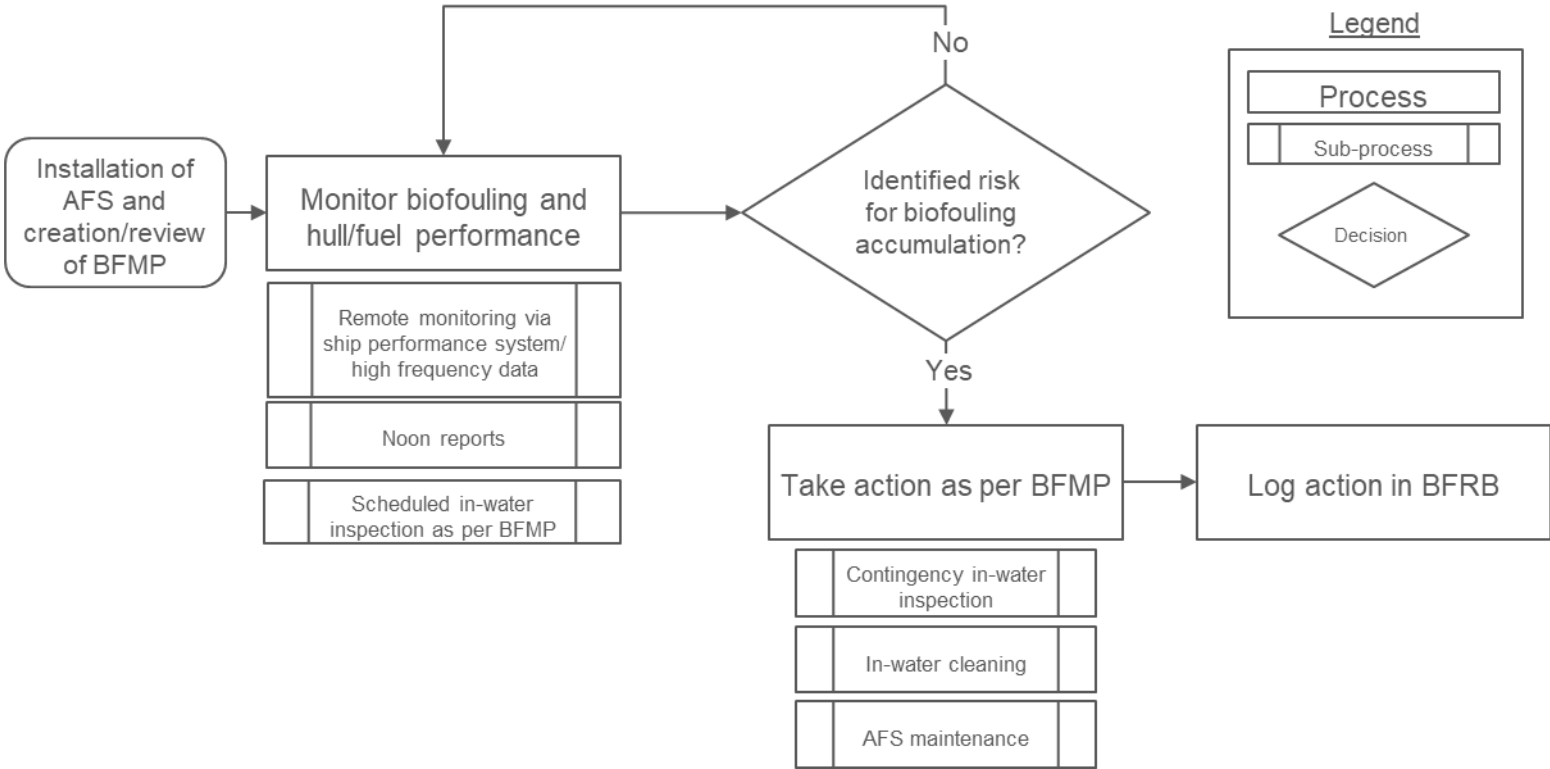 Installation of
AFS and
creation/review
of BFMP
Monitor biofouling and
hull/fuel performance
Remote monitoring via
ship performance system/
high frequency data
Noon reports
Scheduled in-water
inspection as per BFMP
No
Identified risk
for biofouling
accumulation?
Yes
Take action as per BFMP
Contingency in-water
inspection
In-water cleaning
AFS maintenance
Log action in BFRB
Legend
Process
Sub-process
Decision